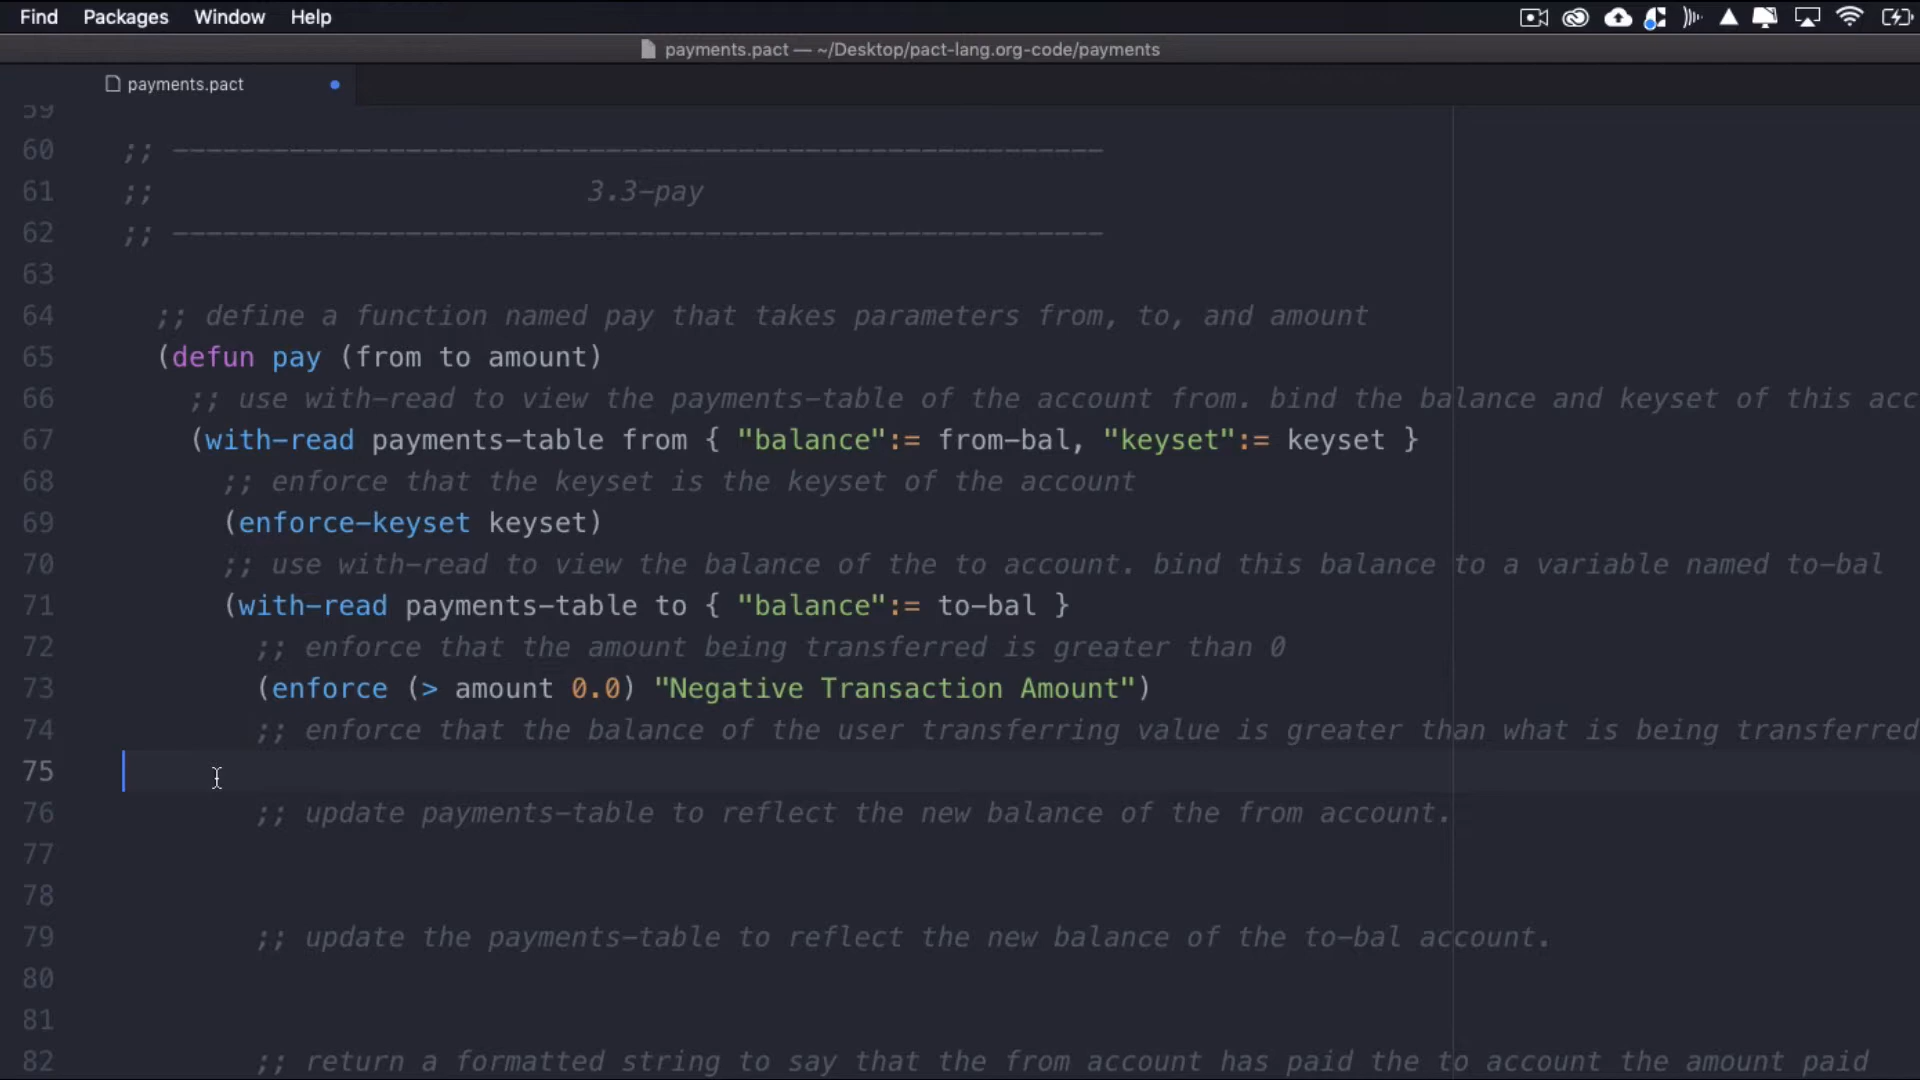 Find Packages Window Help
payments.pact — ~/Desktop/pact-lang.org-code/payments
payments.pact
59
60 ;; --------------------------------------------------------
61 ;; 3.3-pay
62 ;; --------------------------------------------------------
63
64 ;; define a function named pay that takes parameters from, to, and amount
65 (defun pay (from to amount)
66 ;; use with-read to view the payments-table of the account from. bind the balance and keyset of this acc
67 (with-read payments-table from { "balance":= from-bal, "keyset":= keyset }
68 ;; enforce that the keyset is the keyset of the account
69 (enforce-keyset keyset)
70 ;; use with-read to view the balance of the to account. bind this balance to a variable named to-bal
71 (with-read payments-table to { "balance":= to-bal }
72 ;; enforce that the amount being transferred is greater than 0
73 (enforce (> amount 0.0) "Negative Transaction Amount")
74 ;; enforce that the balance of the user transferring value is greater than what is being transferred
75
76 ;; update payments-table to reflect the new balance of the from account.
77
78
79 ;; update the payments-table to reflect the new balance of the to-bal account.
80
81
82 ;; return a formatted string to say that the from account has paid the to account the amount paid